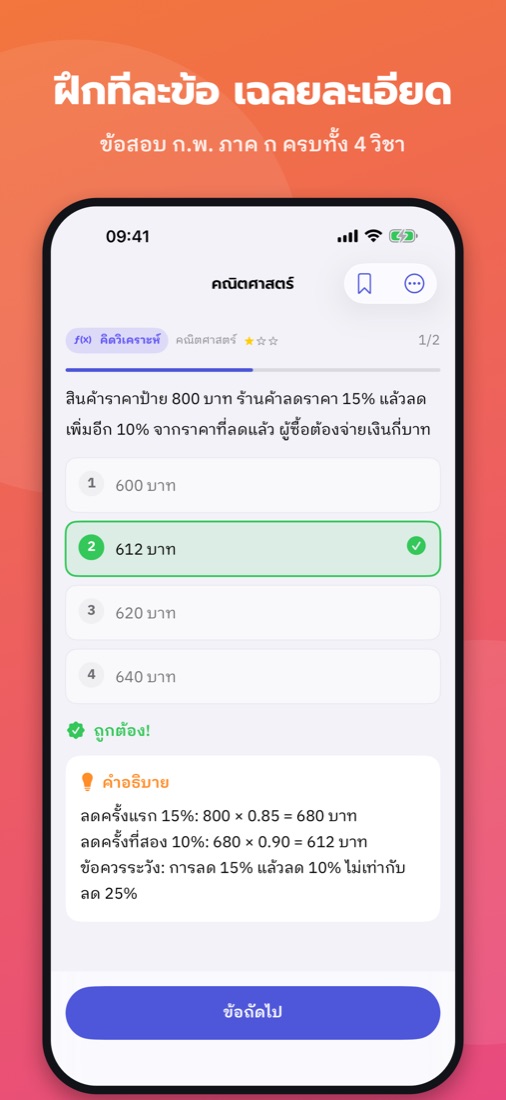 ฝึกทีละข้อ เฉลยละเอียด
ข้อสอบ ก.พ. ภาค ก ครบทั้ง 4 วิชา
09:41
คณิตศาสตร์
f(x) คิดวิเคราะห์ คณิตศาสตร์ ★☆☆ 1/2
สินค้าราคาป้าย 800 บาท ร้านค้าลดราคา 15% แล้วลด
เพิ่มอีก 10% จากราคาที่ลดแล้ว ผู้ซื้อต้องจ่ายเงินกี่บาท
1 600 บาท
2 612 บาท
3 620 บาท
4 640 บาท
ถูกต้อง!
คำอธิบาย
ลดครั้งแรก 15%: 800 × 0.85 = 680 บาท
ลดครั้งที่สอง 10%: 680 × 0.90 = 612 บาท
ข้อควรระวัง: การลด 15% แล้วลด 10% ไม่เท่ากับ
ลด 25%
ข้อถัดไป